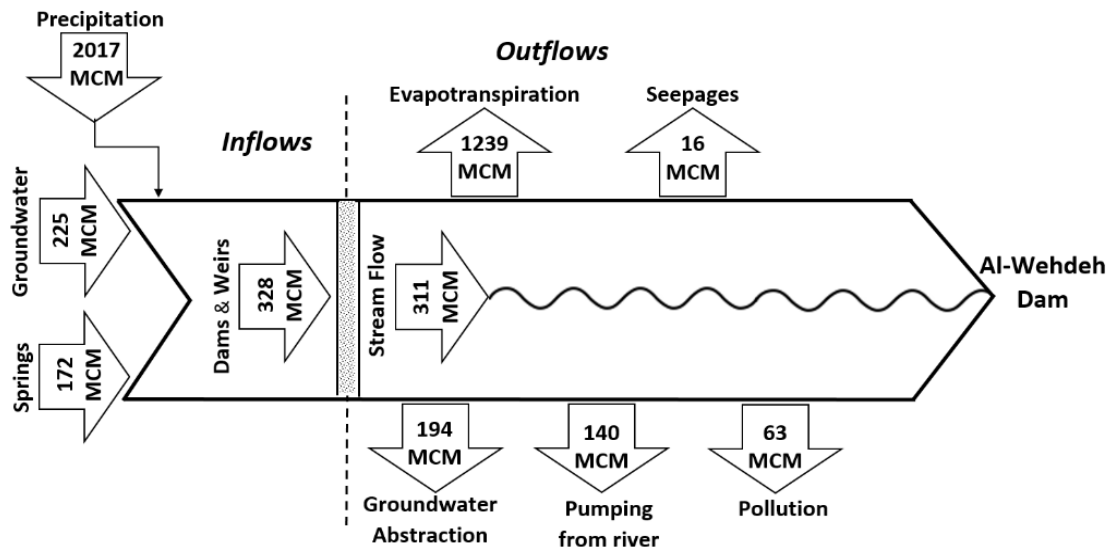 Precipitation
2017
MCM
Inflows
Outflows
Evapotranspiration
1239
MCM
Seepages
16
MCM
Groundwater
225
MCM
Springs
172
MCM
Dams & Weirs
328
MCM
Stream Flow
311
MCM
Al-Wehdeh
Dam
194
MCM
Groundwater
Abstraction
140
MCM
Pumping
from river
63
MCM
Pollution